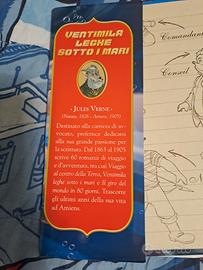 VENTIMILA
LEGHE
SOTTO I MARI
· JULES VERNE ·
(Nantes, 1828 - Amiens, 1905)
Destinato alla carriera di av-
vocato, preferisce dedicarsi
alla sua grande passione per
la scrittura. Dal 1863 al 1905
scrive 60 romanzi di viaggio
e d'avventura, tra cui: Viaggio
al centro della Terra, Ventimila
leghe sotto i mari e Il giro del
mondo in 80 giorni. Trascorre
gli ultimi anni della sua vita
ad Amiens.
Comandant
Conseil